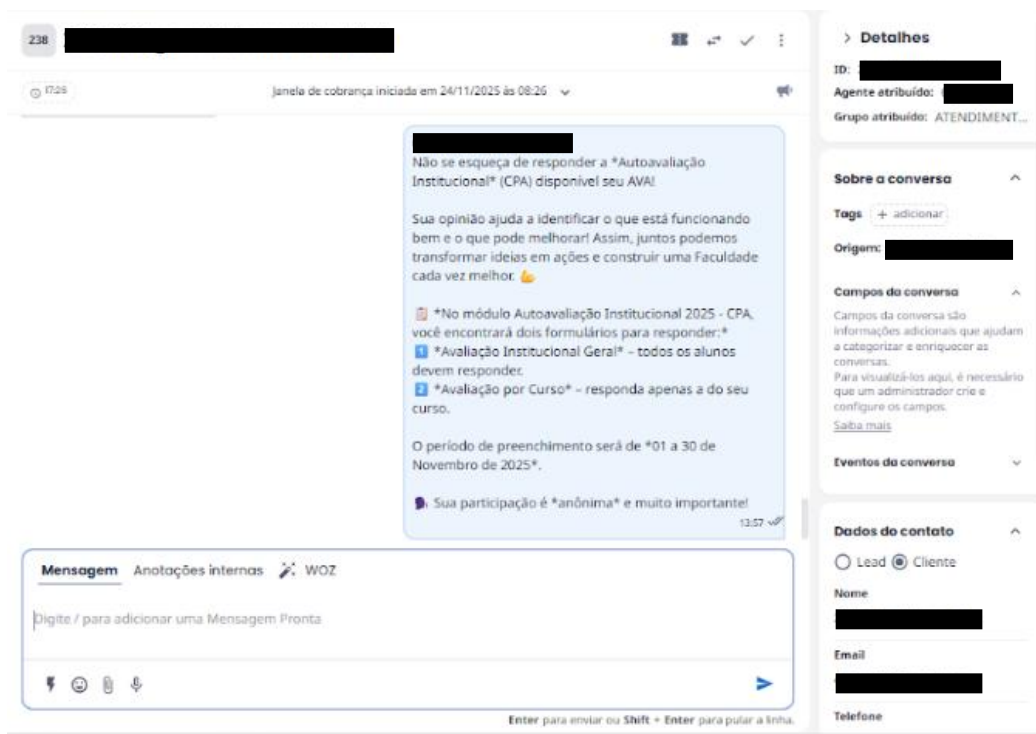 238
17:26
Janela de cobrança iniciada em 24/11/2025 às 08:26
Não se esqueça de responder a *Autoavaliação
Institucional* (CPA) disponível seu AVA!
Sua opinião ajuda a identificar o que está funcionando
bem e o que pode melhorar! Assim, juntos podemos
transformar ideias em ações e construir uma Faculdade
cada vez melhor. 💪
📋 *No módulo Autoavaliação Institucional 2025 - CPA,
você encontrará dois formulários para responder:*
1️⃣ *Avaliação Institucional Geral* – todos os alunos
devem responder.
2️⃣ *Avaliação por Curso* – responda apenas a do seu
curso.
O período de preenchimento será de *01 a 30 de
Novembro de 2025*.
🗣 Sua participação é *anônima* e muito importante!
13:57
Mensagem Anotações internas WOZ
Digite / para adicionar uma Mensagem Pronta
Enter para enviar ou Shift + Enter para pular a linha.
Detalhes
ID:
Agente atribuído:
Grupo atribuído: ATENDIMENT...
Sobre a conversa
Tags + adicionar
Origem:
Campos da conversa
Campos da conversa são
informações adicionais que ajudam
a categorizar e enriquecer as
conversas.
Para visualizá-los aqui, é necessário
que um administrador crie e
configure os campos.
Saiba mais
Eventos da conversa
Dados do contato
Lead Cliente
Nome
Email
Telefone